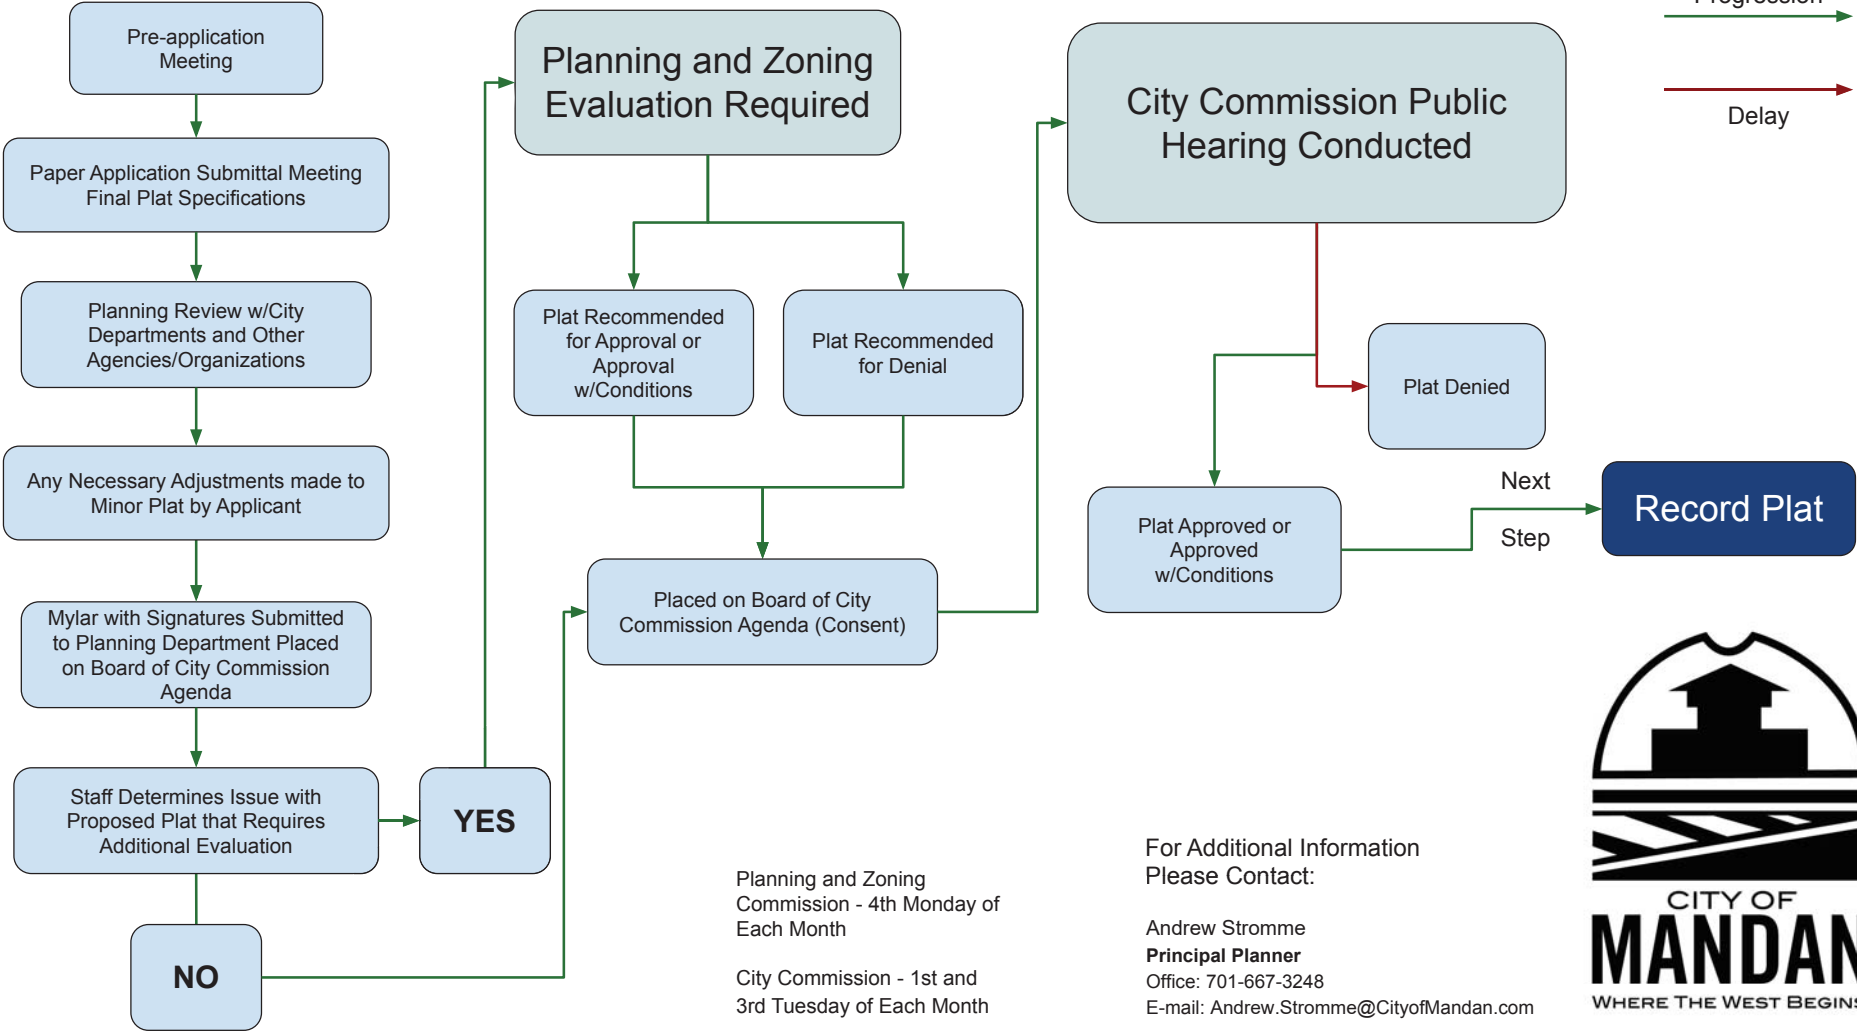 Pre-application
Meeting
Paper Application Submittal Meeting
Final Plat Specifications
Planning Review w/City
Departments and Other
Agencies/Organizations
Any Necessary Adjustments made to
Minor Plat by Applicant
Mylar with Signatures Submitted
to Planning Department Placed
on Board of City Commission
Agenda
Staff Determines Issue with
Proposed Plat that Requires
Additional Evaluation
YES
NO
Planning and Zoning
Evaluation Required
Plat Recommended
for Approval or
Approval
w/Conditions
Plat Recommended
for Denial
Placed on Board of City
Commission Agenda (Consent)
City Commission Public
Hearing Conducted
Plat Denied
Plat Approved or
Approved
w/Conditions
Next
Step
Record Plat
Progression
Delay
Planning and Zoning
Commission - 4th Monday of
Each Month
City Commission - 1st and
3rd Tuesday of Each Month
For Additional Information
Please Contact:
Andrew Stromme
Principal Planner
Office: 701-667-3248
E-mail: Andrew.Stromme@CityofMandan.com
CITY OF
MANDAN
WHERE THE WEST BEGINS